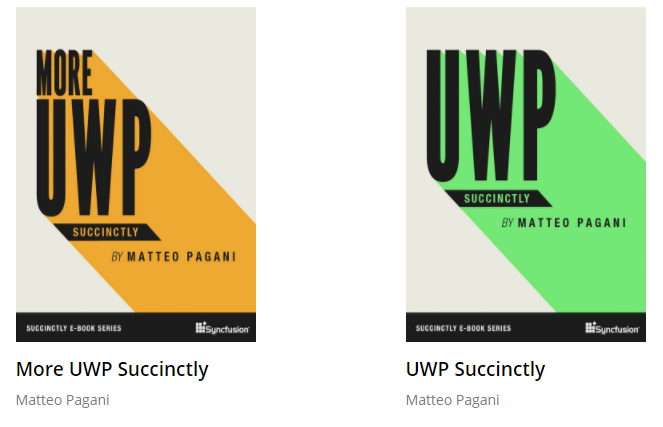 MORE
UWP
SUCCINCTLY
BY MATTEO PAGANI
SUCCINCTLY E-BOOK SERIES
Syncfusion
More UWP Succinctly
Matteo Pagani
UWP
SUCCINCTLY
BY MATTEO PAGANI
SUCCINCTLY E-BOOK SERIES
Syncfusion
UWP Succinctly
Matteo Pagani